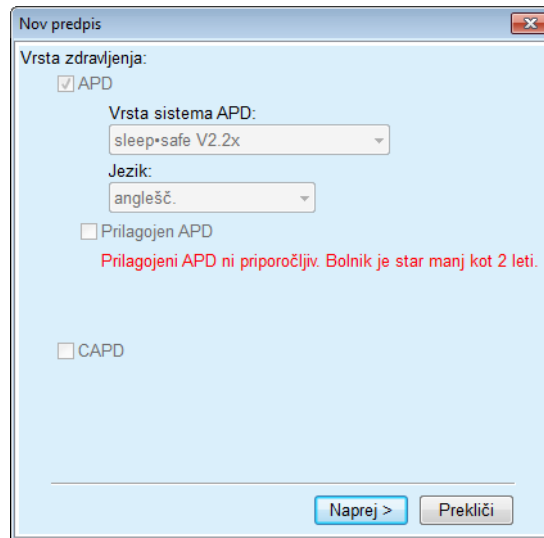 Nov predpis
Vrsta zdravljenja:
APD
Vrsta sistema APD:
sleep•safe V2.2x
Jezik:
anglešč.
Prilagojen APD
Prilagojeni APD ni priporočljiv. Bolnik je star manj kot 2 leti.
CAPD
Naprej > Prekliči